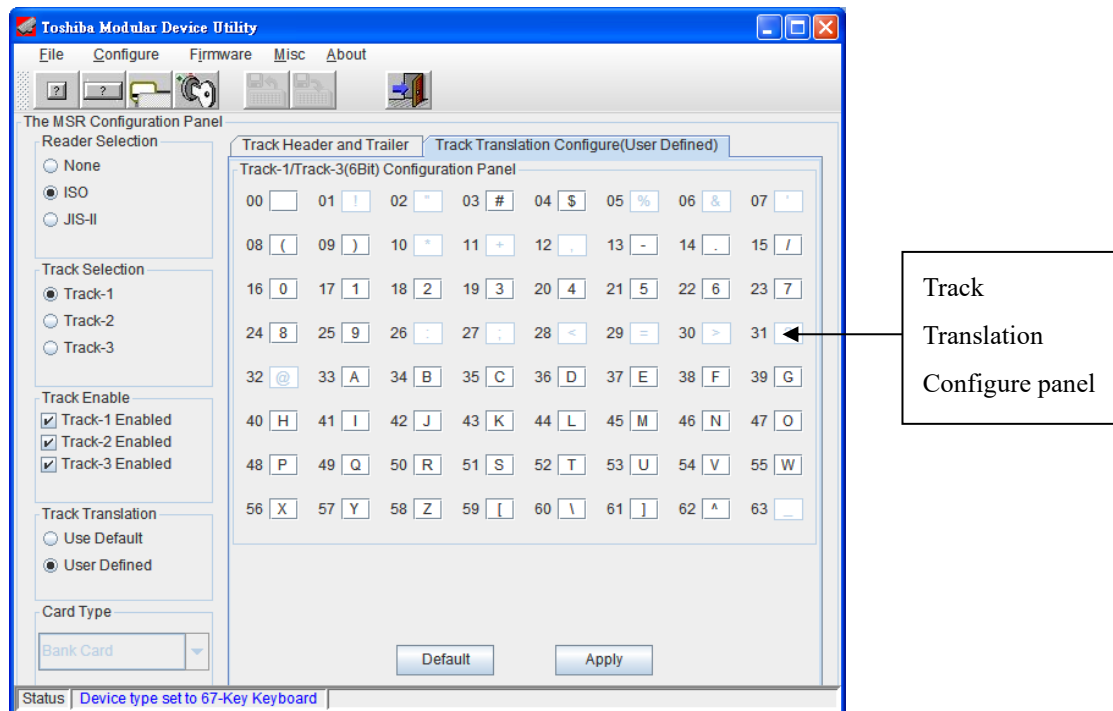 Toshiba Modular Device Utility
File Configure Firmware Misc About
The MSR Configuration Panel
Reader Selection
None
ISO
JIS-II
Track Selection
Track-1
Track-2
Track-3
Track Enable
Track-1 Enabled
Track-2 Enabled
Track-3 Enabled
Track Translation
Use Default
User Defined
Card Type
Bank Card
Track Header and Trailer Track Translation Configure(User Defined)
Track-1/Track-3(6Bit) Configuration Panel
00 01 ! 02 " 03 # 04 $ 05 % 06 & 07 '
08 ( 09 ) 10 * 11 + 12 , 13 - 14 . 15 /
16 0 17 1 18 2 19 3 20 4 21 5 22 6 23 7
24 8 25 9 26 : 27 ; 28 < 29 = 30 > 31
32 @ 33 A 34 B 35 C 36 D 37 E 38 F 39 G
40 H 41 I 42 J 43 K 44 L 45 M 46 N 47 O
48 P 49 Q 50 R 51 S 52 T 53 U 54 V 55 W
56 X 57 Y 58 Z 59 [ 60 \ 61 ] 62 ^ 63 _
Default Apply
Status Device type set to 67-Key Keyboard
Track
Translation
Configure panel